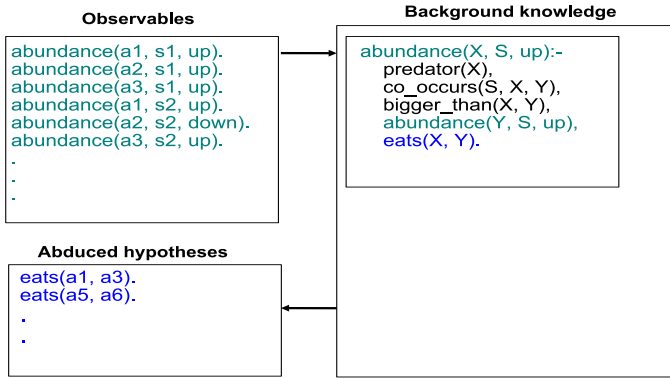 Observables
abundance(a1, s1, up).
abundance(a2, s1, up).
abundance(a3, s1, up).
abundance(a1, s2, up).
abundance(a2, s2, down).
abundance(a3, s2, up).
.
.
.
Background knowledge
abundance(X, S, up):-
predator(X),
co_occurs(S, X, Y),
bigger_than(X, Y),
abundance(Y, S, up),
eats(X, Y).
Abduced hypotheses
eats(a1, a3).
eats(a5, a6).
.
.